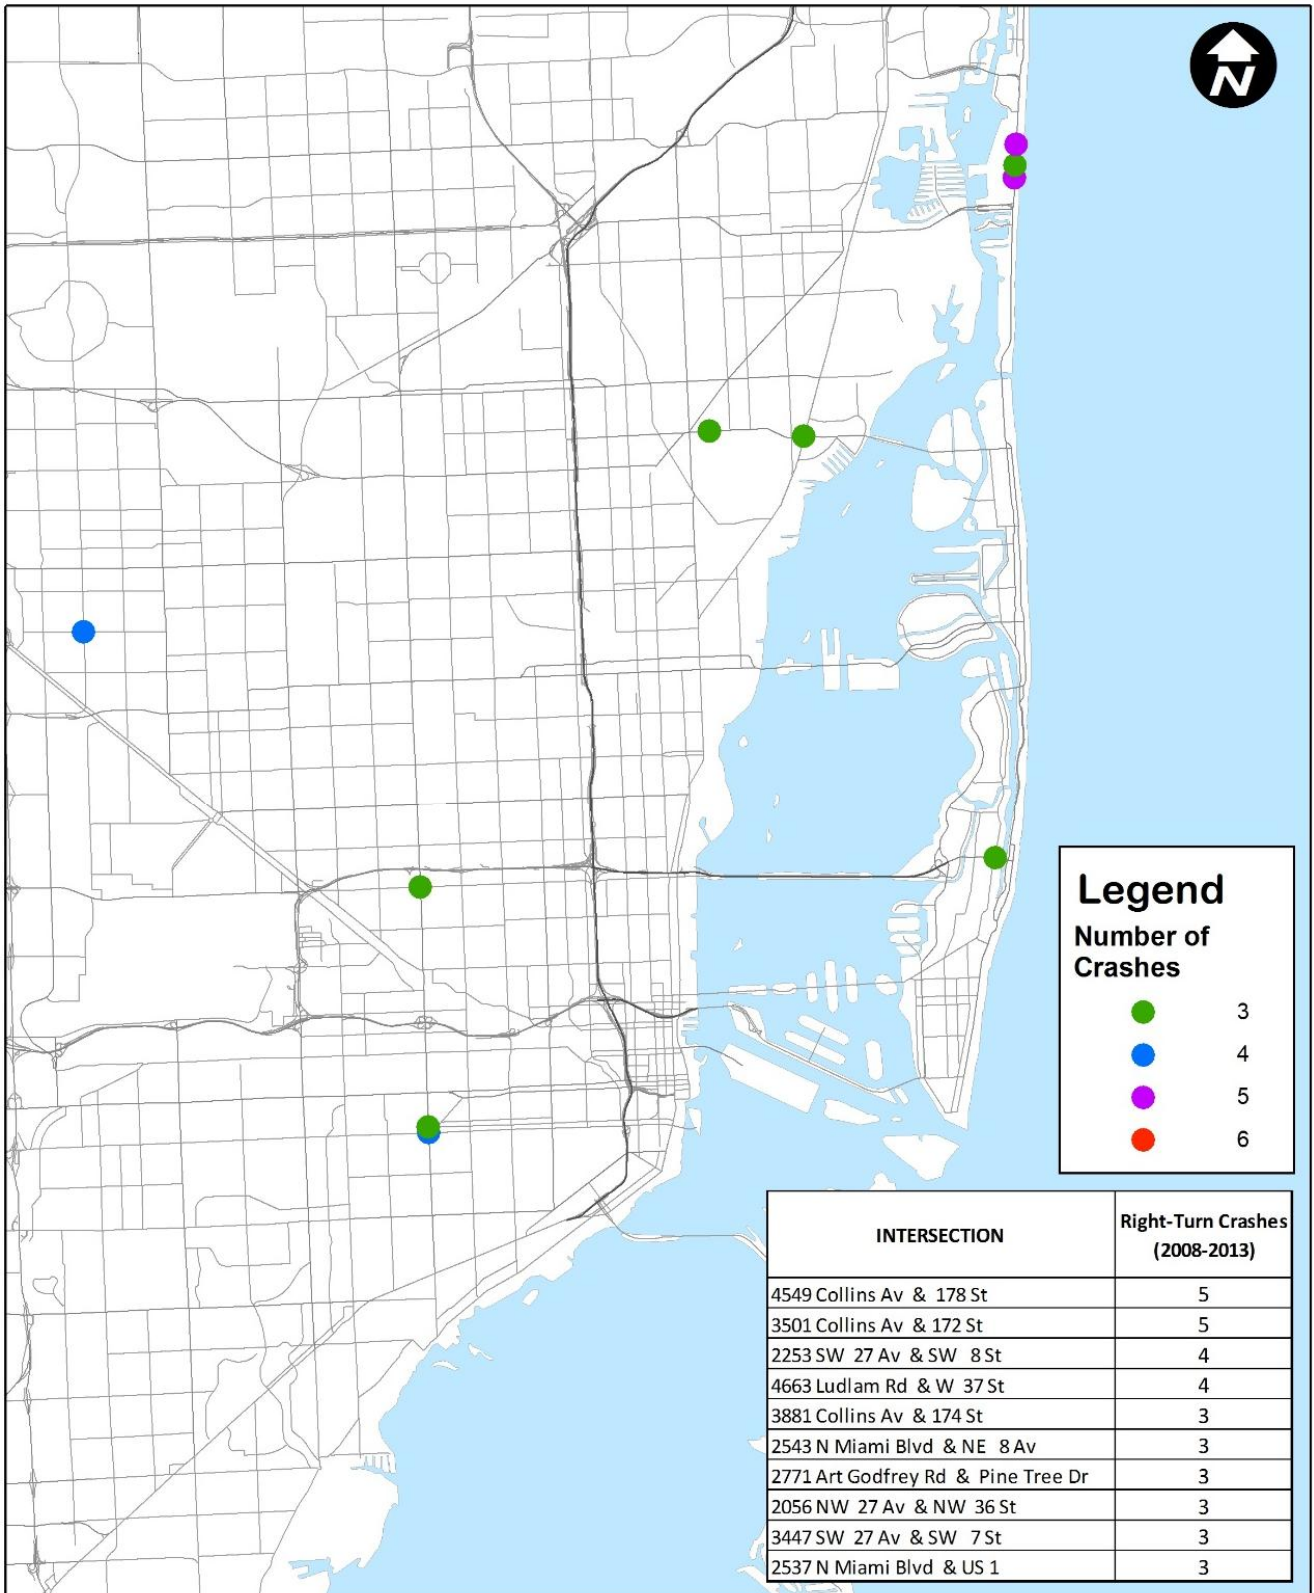 N
Legend
Number of
Crashes
3
4
5
6
INTERSECTION Right-Turn Crashes
(2008-2013)
4549 Collins Av & 178 St 5
3501 Collins Av & 172 St 5
2253 SW 27 Av & SW 8 St 4
4663 Ludlam Rd & W 37 St 4
3881 Collins Av & 174 St 3
2543 N Miami Blvd & NE 8 Av 3
2771 Art Godfrey Rd & Pine Tree Dr 3
2056 NW 27 Av & NW 36 St 3
3447 SW 27 Av & SW 7 St 3
2537 N Miami Blvd & US 1 3